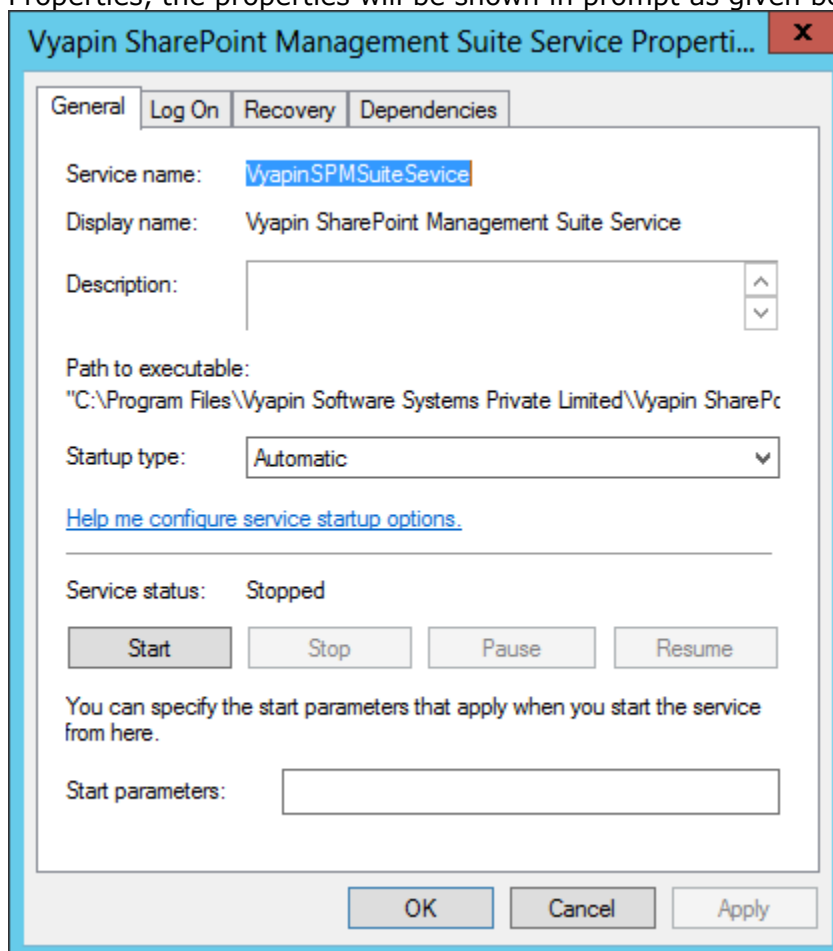 Properties, the properties will be shown in prompt as given be
Vyapin SharePoint Management Suite Service Properti... x
General Log On Recovery Dependencies
Service name: VyapinSPMSuiteSevice
Display name: Vyapin SharePoint Management Suite Service
Description:
Path to executable:
"C:\Program Files\Vyapin Software Systems Private Limited\Vyapin SharePo
Startup type: Automatic
Help me configure service startup options.
Service status: Stopped
Start Stop Pause Resume
You can specify the start parameters that apply when you start the service
from here.
Start parameters:
OK Cancel Apply